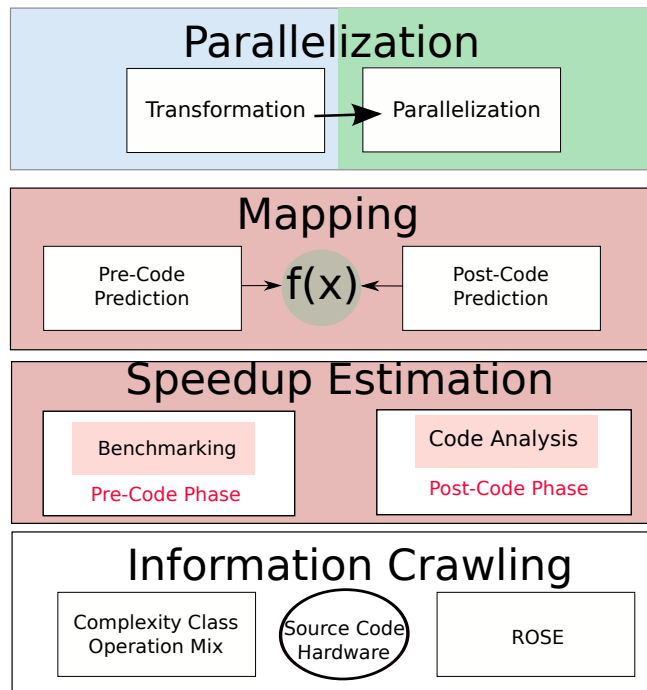 Parallelization
Transformation
Parallelization
Mapping
Pre-Code
Prediction
f(x)
Post-Code
Prediction
Speedup Estimation
Benchmarking
Pre-Code Phase
Code Analysis
Post-Code Phase
Information Crawling
Complexity Class
Operation Mix
Source Code
Hardware
ROSE